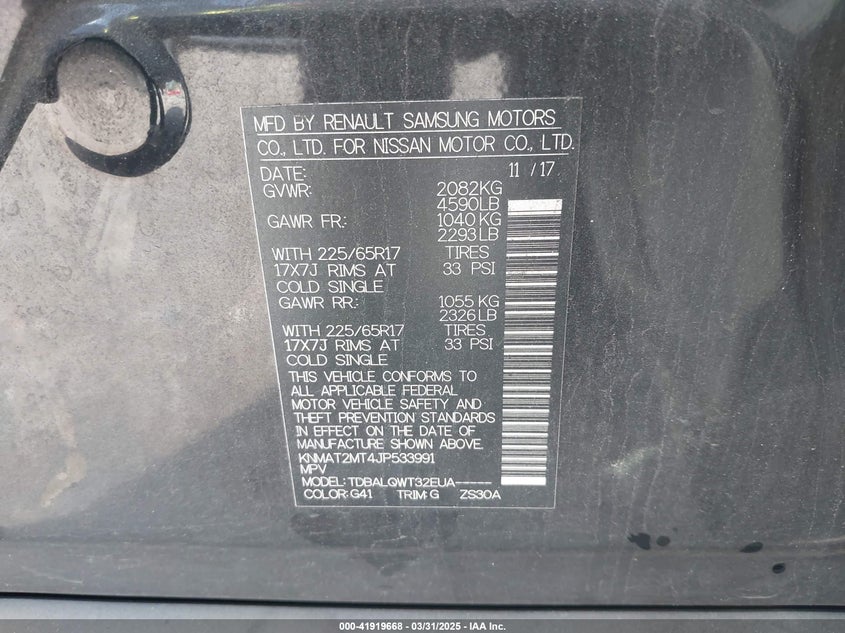 MFD BY RENAULT SAMSUNG MOTORS
CO., LTD. FOR NISSAN MOTOR CO., LTD.
DATE: 11 / 17
GVWR: 2082KG
4590LB
GAWR FR.: 1040KG
2293LB
WITH 225/65R17 TIRES
17X7J RIMS AT 33 PSI
COLD SINGLE
GAWR RR.: 1055 KG
2326LB
WITH 225/65R17 TIRES
17X7J RIMS AT 33 PSI
COLD SINGLE
THIS VEHICLE CONFORMS TO
ALL APPLICABLE FEDERAL
MOTOR VEHICLE SAFETY AND
THEFT PREVENTION STANDARDS
IN EFFECT ON THE DATE OF
MANUFACTURE SHOWN ABOVE.
KNMAT2MT4JP533991
MPV
MODEL: TDBALQWT32EUA-----
COLOR: G41 TRIM: G ZS30A
000-41919668 - 03/31/2025 - IAA Inc.